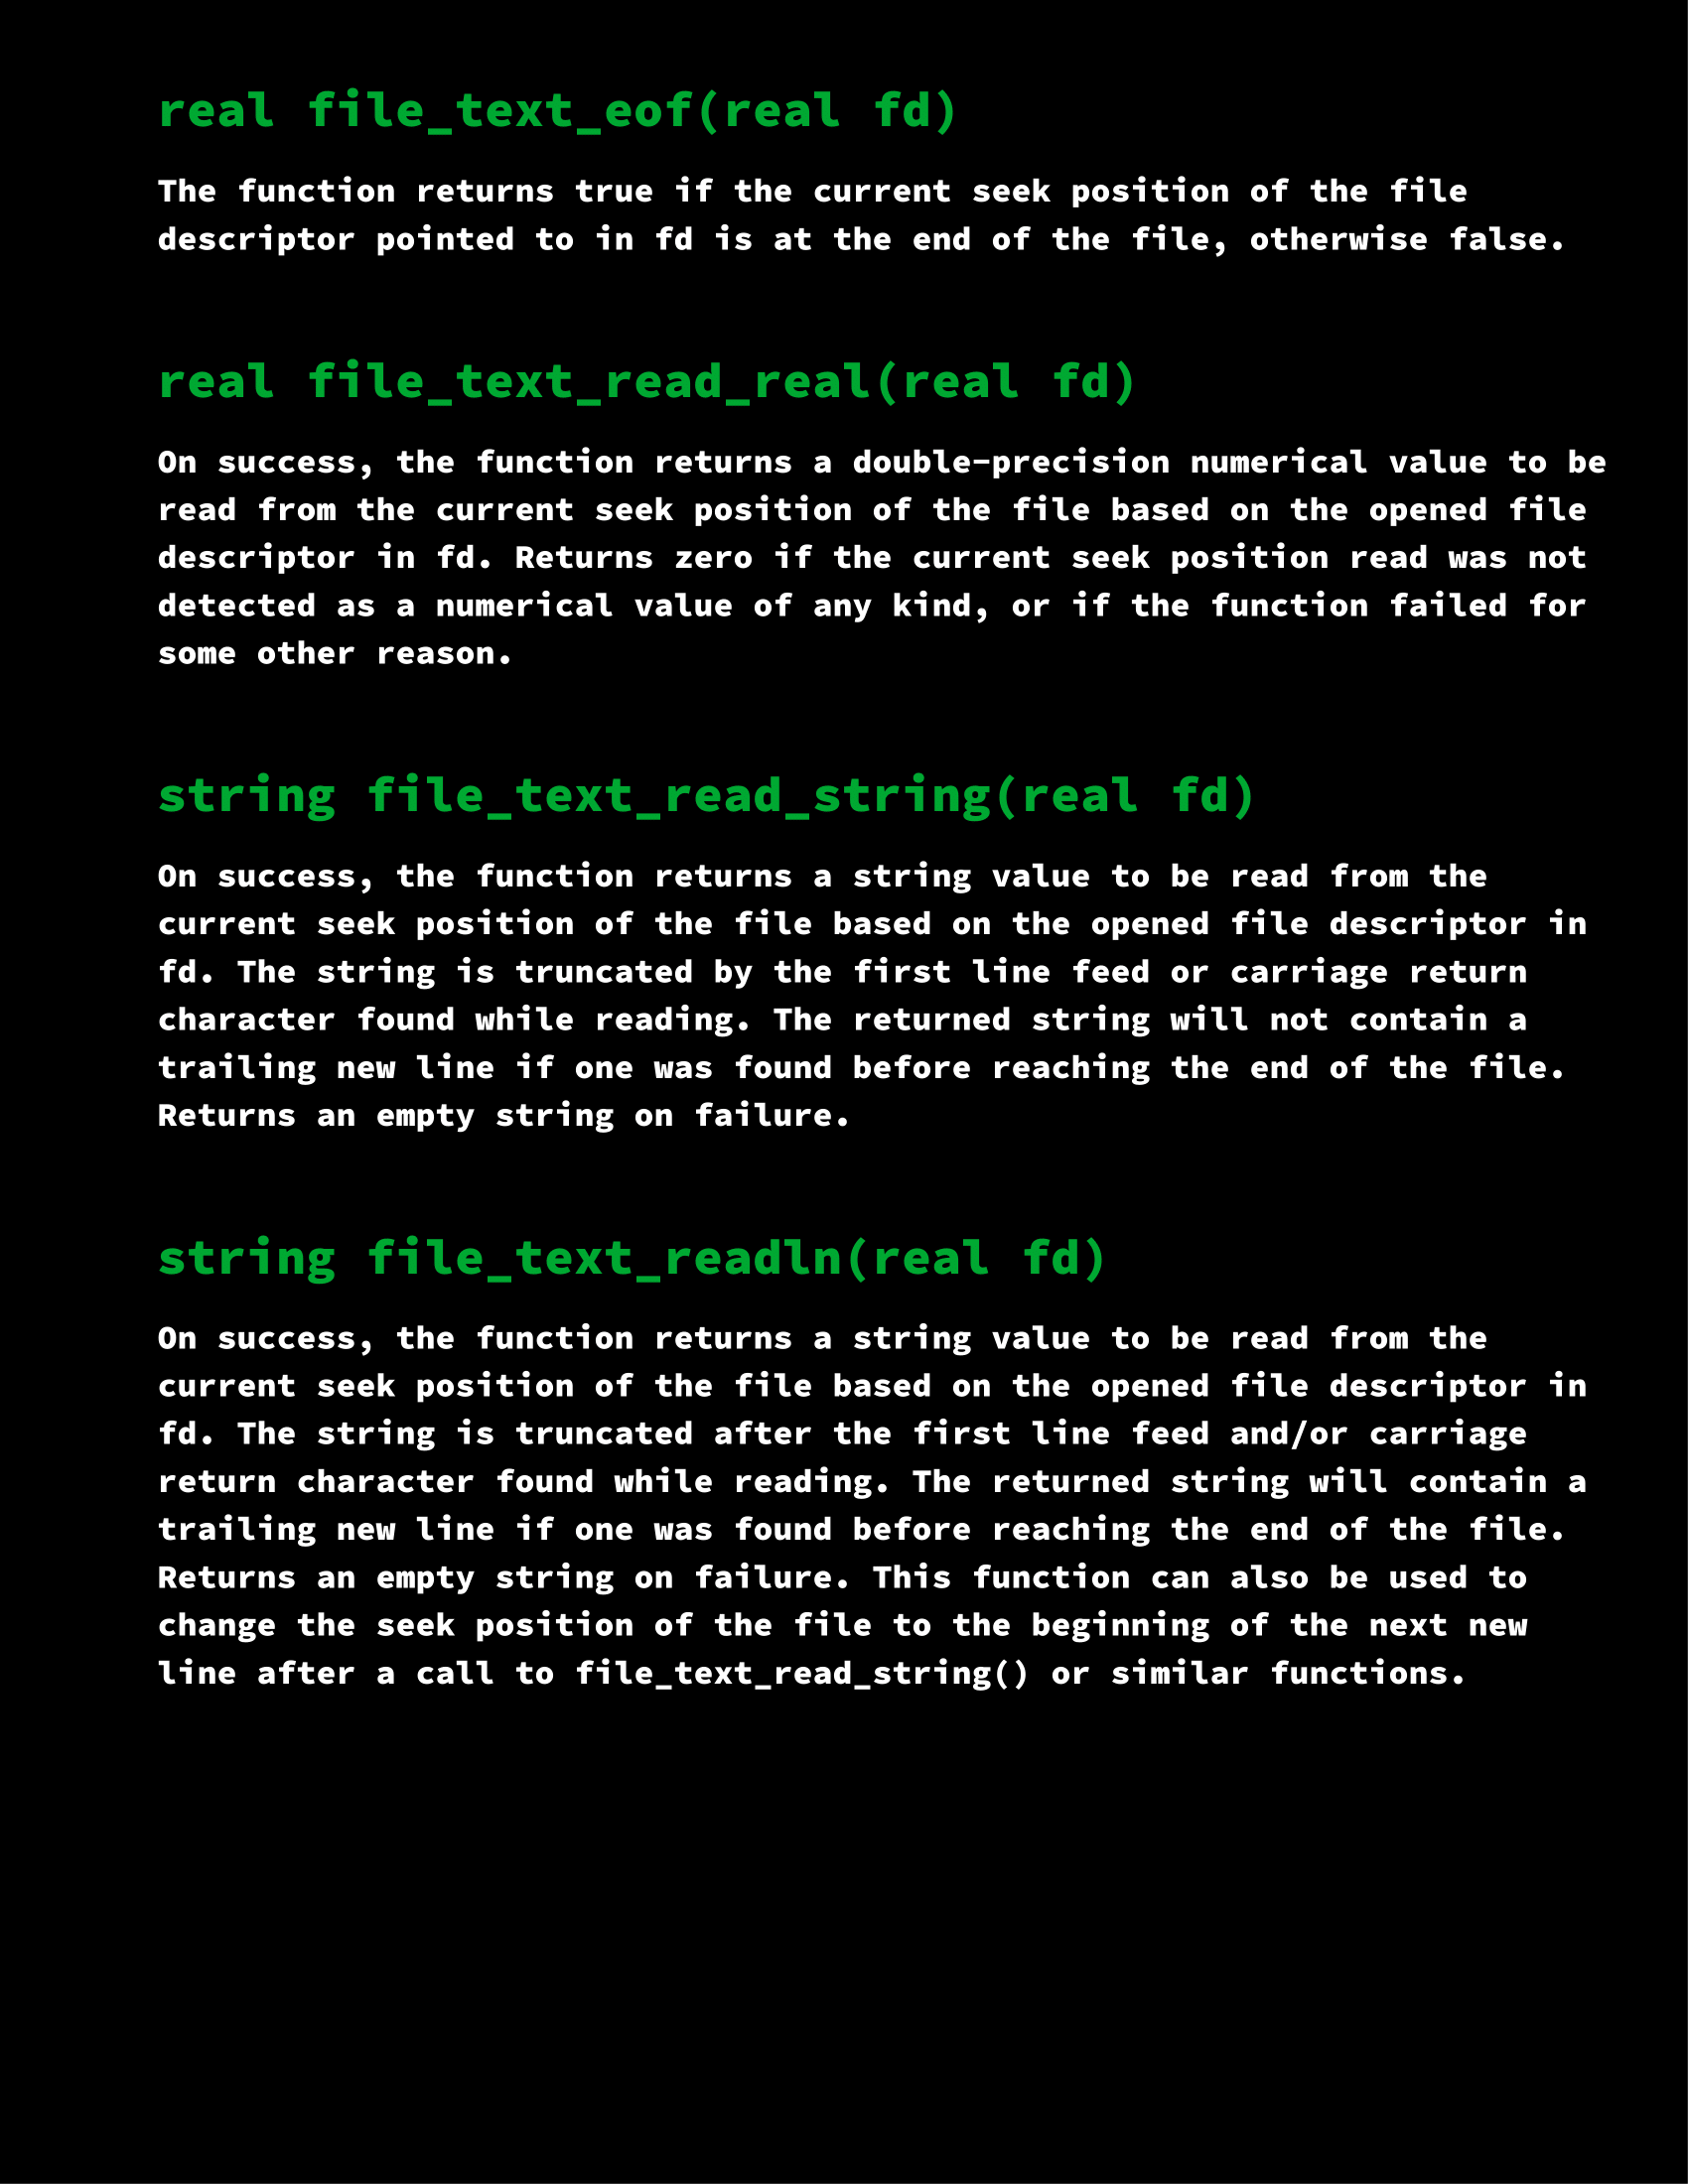 real file_text_eof(real fd)
The function returns true if the current seek position of the file
descriptor pointed to in fd is at the end of the file, otherwise false.
real file_text_read_real(real fd)
On success, the function returns a double-precision numerical value to be
read from the current seek position of the file based on the opened file
descriptor in fd. Returns zero if the current seek position read was not
detected as a numerical value of any kind, or if the function failed for
some other reason.
string file_text_read_string(real fd)
On success, the function returns a string value to be read from the
current seek position of the file based on the opened file descriptor in
fd. The string is truncated by the first line feed or carriage return
character found while reading. The returned string will not contain a
trailing new line if one was found before reaching the end of the file.
Returns an empty string on failure.
string file_text_readln(real fd)
On success, the function returns a string value to be read from the
current seek position of the file based on the opened file descriptor in
fd. The string is truncated after the first line feed and/or carriage
return character found while reading. The returned string will contain a
trailing new line if one was found before reaching the end of the file.
Returns an empty string on failure. This function can also be used to
change the seek position of the file to the beginning of the next new
line after a call to file_text_read_string() or similar functions.